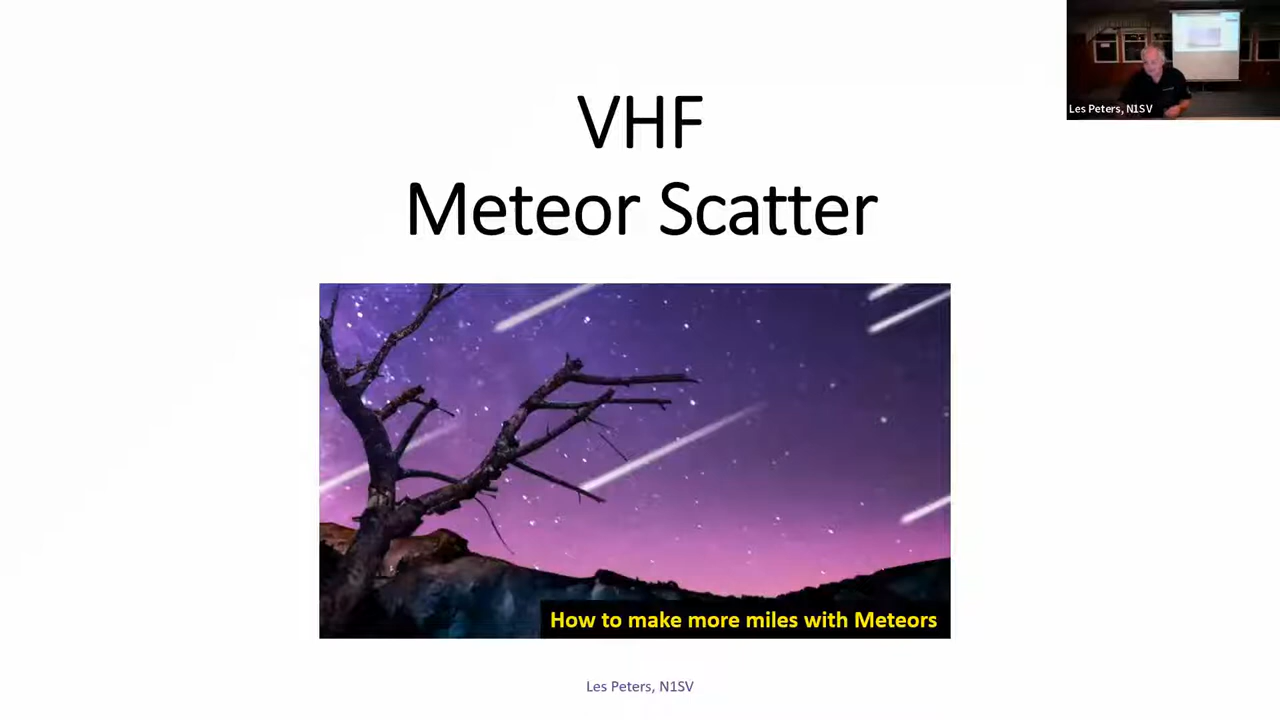 VHF
Meteor Scatter
How to make more miles with Meteors
Les Peters, N1SV
Les Peters, N1SV